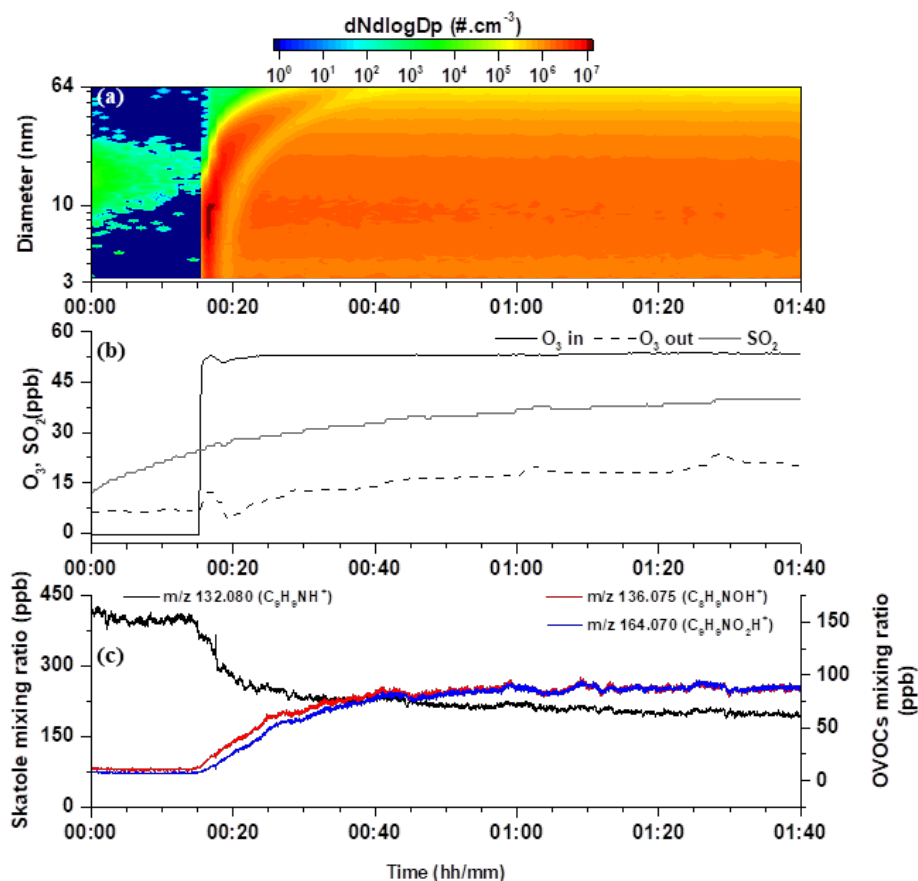 dNdlogDp (#.cm⁻³)
10⁰ 10¹ 10² 10³ 10⁴ 10⁵ 10⁶ 10⁷
(a)
Diameter (nm)
64
10
3
00:00 00:20 00:40 01:00 01:20 01:40
(b)
O₃ in O₃ out SO₂
O₃, SO₂(ppb)
60
45
30
15
0
00:00 00:20 00:40 01:00 01:20 01:40
m/z 132.080 (C₉H₉NH⁺) m/z 136.075 (C₈H₉NOH⁺)
m/z 164.070 (C₉H₉NO₂H⁺)
(c)
Skatole mixing ratio (ppb)
450
300
150
0
OVOCs mixing ratio
(ppb)
150
100
50
0
00:00 00:20 00:40 01:00 01:20 01:40
Time (hh/mm)